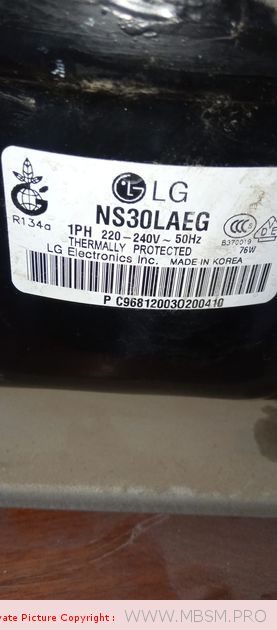 LG
NS30LAEG
R134a
1PH 220-240V~50Hz
B370019
76W
THERMALLY PROTECTED
LG Electronics Inc. MADE IN KOREA
P C968120030200410
vate Picture Copyright :
WWW.MBSM.PRO